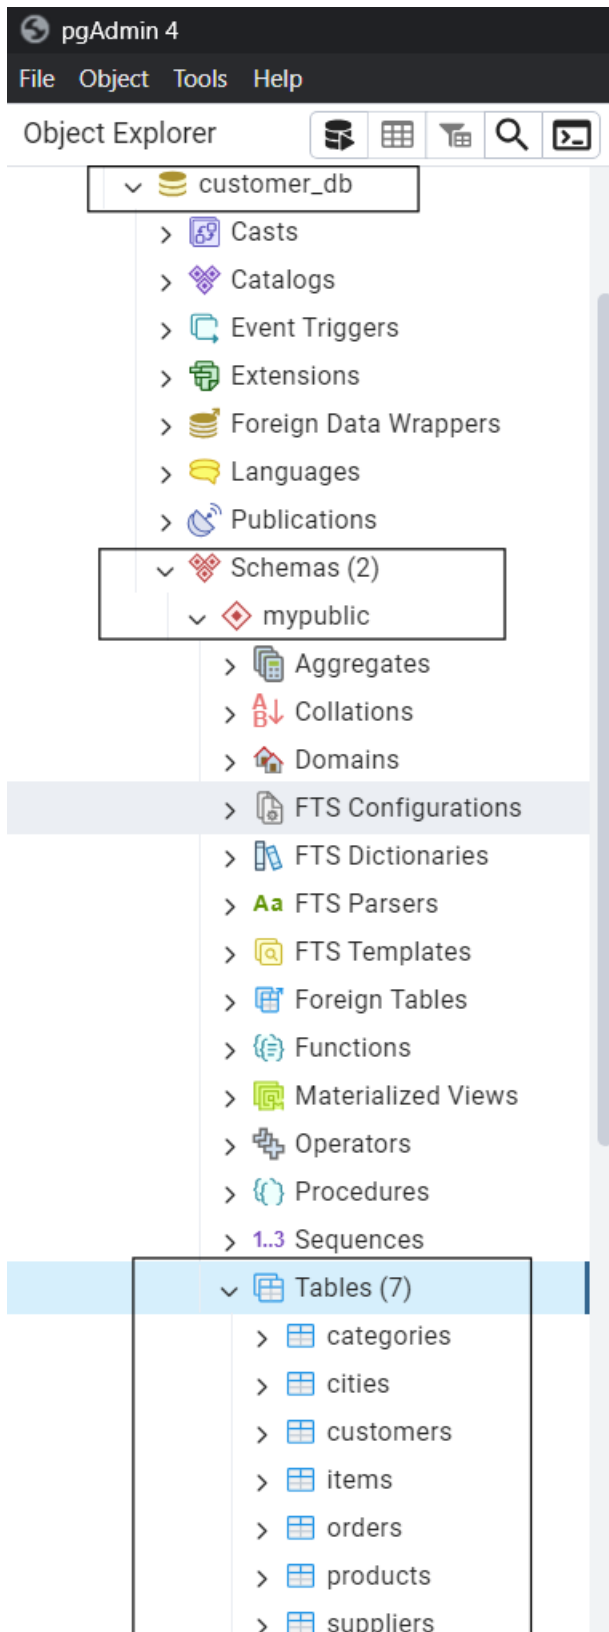 pgAdmin 4
File Object Tools Help
Object Explorer
customer_db
Casts
Catalogs
Event Triggers
Extensions
Foreign Data Wrappers
Languages
Publications
Schemas (2)
mypublic
Aggregates
Collations
Domains
FTS Configurations
FTS Dictionaries
Aa FTS Parsers
FTS Templates
Foreign Tables
Functions
Materialized Views
Operators
Procedures
1..3 Sequences
Tables (7)
categories
cities
customers
items
orders
products
suppliers